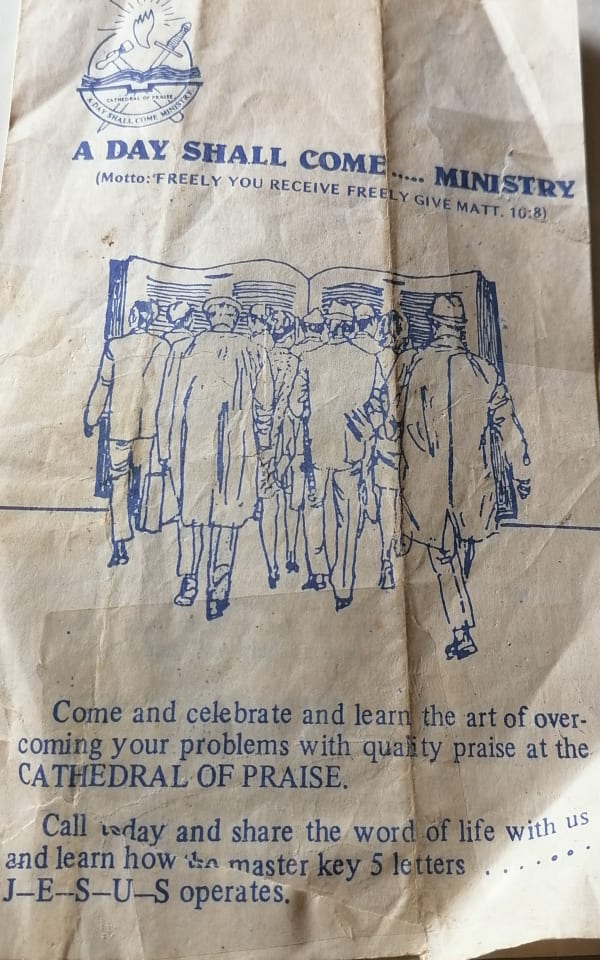 CATHEDRAL OF PRAISE
A DAY SHALL COME MINISTRY
A DAY SHALL COME..... MINISTRY
(Motto: 'FREELY YOU RECEIVE FREELY GIVE MATT. 10:8)
Come and celebrate and learn the art of over-
coming your problems with quality praise at the
CATHEDRAL OF PRAISE.
Call today and share the word of life with us
and learn how the master key 5 letters .......
J–E–S–U–S operates.